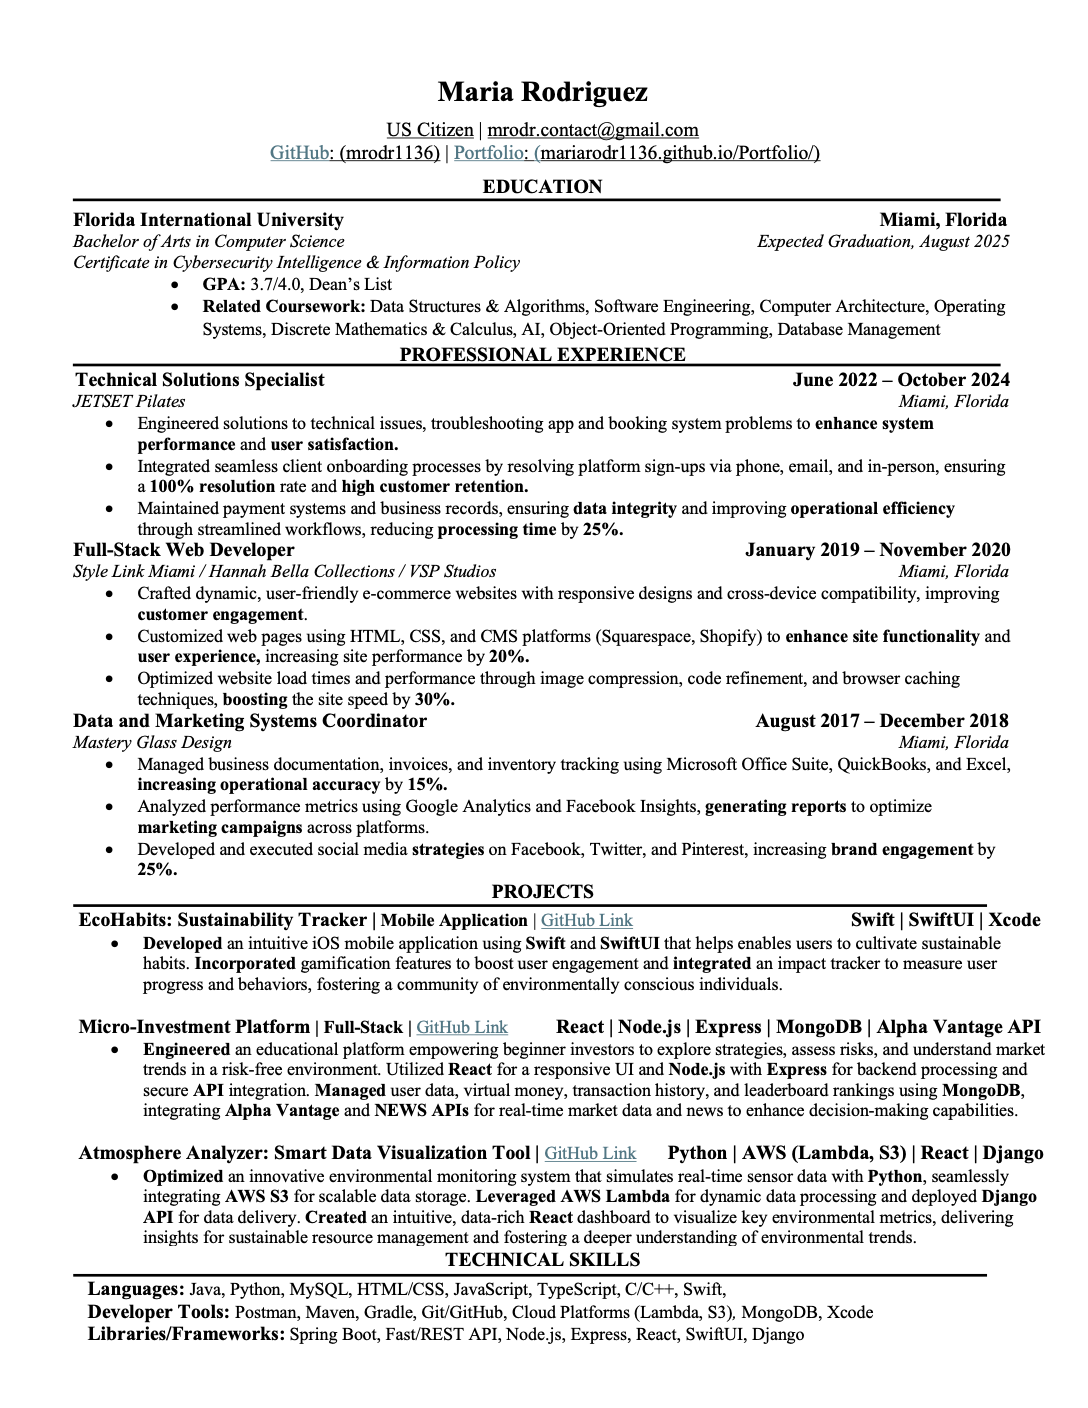 Maria Rodriguez
US Citizen | mrodr.contact@gmail.com
GitHub: (mrodr1136) | Portfolio: (mariarodr1136.github.io/Portfolio/)
EDUCATION
Florida International University Miami, Florida
Bachelor of Arts in Computer Science Expected Graduation, August 2025
Certificate in Cybersecurity Intelligence & Information Policy
• GPA: 3.7/4.0, Dean's List
• Related Coursework: Data Structures & Algorithms, Software Engineering, Computer Architecture, Operating
Systems, Discrete Mathematics & Calculus, AI, Object-Oriented Programming, Database Management
PROFESSIONAL EXPERIENCE
Technical Solutions Specialist June 2022 – October 2024
JETSET Pilates Miami, Florida
• Engineered solutions to technical issues, troubleshooting app and booking system problems to enhance system
performance and user satisfaction.
• Integrated seamless client onboarding processes by resolving platform sign-ups via phone, email, and in-person, ensuring
a 100% resolution rate and high customer retention.
• Maintained payment systems and business records, ensuring data integrity and improving operational efficiency
through streamlined workflows, reducing processing time by 25%.
Full-Stack Web Developer January 2019 – November 2020
Style Link Miami / Hannah Bella Collections / VSP Studios Miami, Florida
• Crafted dynamic, user-friendly e-commerce websites with responsive designs and cross-device compatibility, improving
customer engagement.
• Customized web pages using HTML, CSS, and CMS platforms (Squarespace, Shopify) to enhance site functionality and
user experience, increasing site performance by 20%.
• Optimized website load times and performance through image compression, code refinement, and browser caching
techniques, boosting the site speed by 30%.
Data and Marketing Systems Coordinator August 2017 – December 2018
Mastery Glass Design Miami, Florida
• Managed business documentation, invoices, and inventory tracking using Microsoft Office Suite, QuickBooks, and Excel,
increasing operational accuracy by 15%.
• Analyzed performance metrics using Google Analytics and Facebook Insights, generating reports to optimize
marketing campaigns across platforms.
• Developed and executed social media strategies on Facebook, Twitter, and Pinterest, increasing brand engagement by
25%.
PROJECTS
EcoHabits: Sustainability Tracker | Mobile Application | GitHub Link Swift | SwiftUI | Xcode
• Developed an intuitive iOS mobile application using Swift and SwiftUI that helps enables users to cultivate sustainable
habits. Incorporated gamification features to boost user engagement and integrated an impact tracker to measure user
progress and behaviors, fostering a community of environmentally conscious individuals.
Micro-Investment Platform | Full-Stack | GitHub Link React | Node.js | Express | MongoDB | Alpha Vantage API
• Engineered an educational platform empowering beginner investors to explore strategies, assess risks, and understand market
trends in a risk-free environment. Utilized React for a responsive UI and Node.js with Express for backend processing and
secure API integration. Managed user data, virtual money, transaction history, and leaderboard rankings using MongoDB,
integrating Alpha Vantage and NEWS APIs for real-time market data and news to enhance decision-making capabilities.
Atmosphere Analyzer: Smart Data Visualization Tool | GitHub Link Python | AWS (Lambda, S3) | React | Django
• Optimized an innovative environmental monitoring system that simulates real-time sensor data with Python, seamlessly
integrating AWS S3 for scalable data storage. Leveraged AWS Lambda for dynamic data processing and deployed Django
API for data delivery. Created an intuitive, data-rich React dashboard to visualize key environmental metrics, delivering
insights for sustainable resource management and fostering a deeper understanding of environmental trends.
TECHNICAL SKILLS
Languages: Java, Python, MySQL, HTML/CSS, JavaScript, TypeScript, C/C++, Swift,
Developer Tools: Postman, Maven, Gradle, Git/GitHub, Cloud Platforms (Lambda, S3), MongoDB, Xcode
Libraries/Frameworks: Spring Boot, Fast/REST API, Node.js, Express, React, SwiftUI, Django